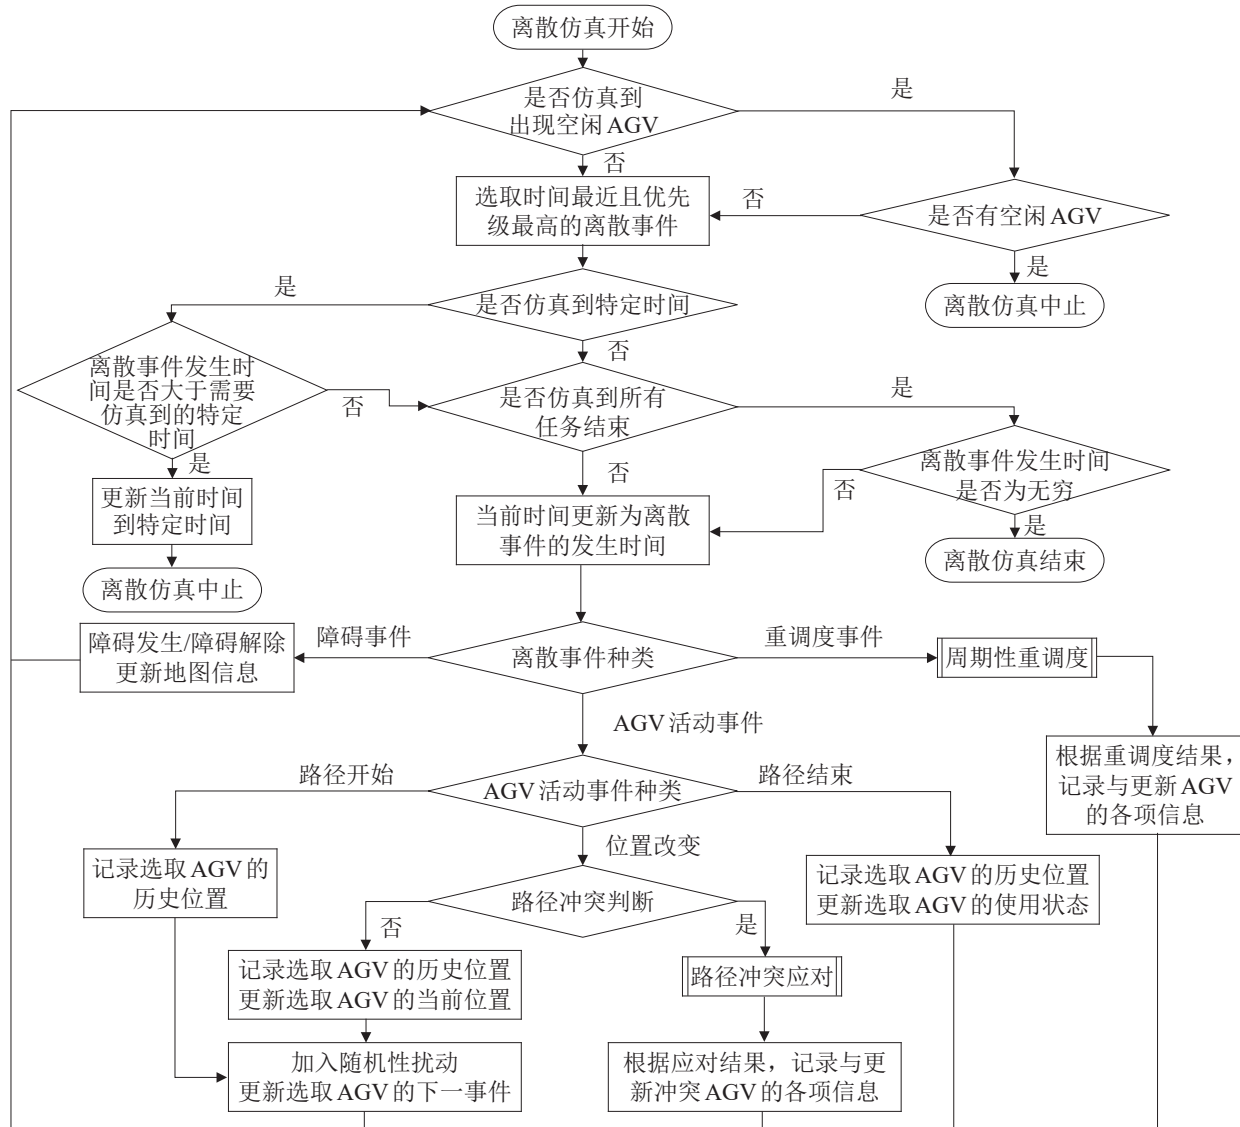 离散仿真开始
是否仿真到
出现空闲AGV
是
否
选取时间最近且优先
级最高的离散事件
否
是否有空闲AGV
是
离散仿真中止
是
是否仿真到特定时间
否
离散事件发生时
间是否大于需要
仿真到的特定
时间
否
是否仿真到所有
任务结束
是
是
更新当前时间
到特定时间
离散仿真中止
否
离散事件发生时间
是否为无穷
否
是
离散仿真结束
当前时间更新为离散
事件的发生时间
障碍发生/障碍解除
更新地图信息
障碍事件
离散事件种类
重调度事件
周期性重调度
AGV活动事件
根据重调度结果，
记录与更新AGV
的各项信息
路径开始
AGV活动事件种类
路径结束
位置改变
记录选取AGV的
历史位置
路径冲突判断
记录选取AGV的历史位置
更新选取AGV的使用状态
否
是
记录选取AGV的历史位置
更新选取AGV的当前位置
路径冲突应对
加入随机性扰动
更新选取AGV的下一事件
根据应对结果，记录与更
新冲突AGV的各项信息